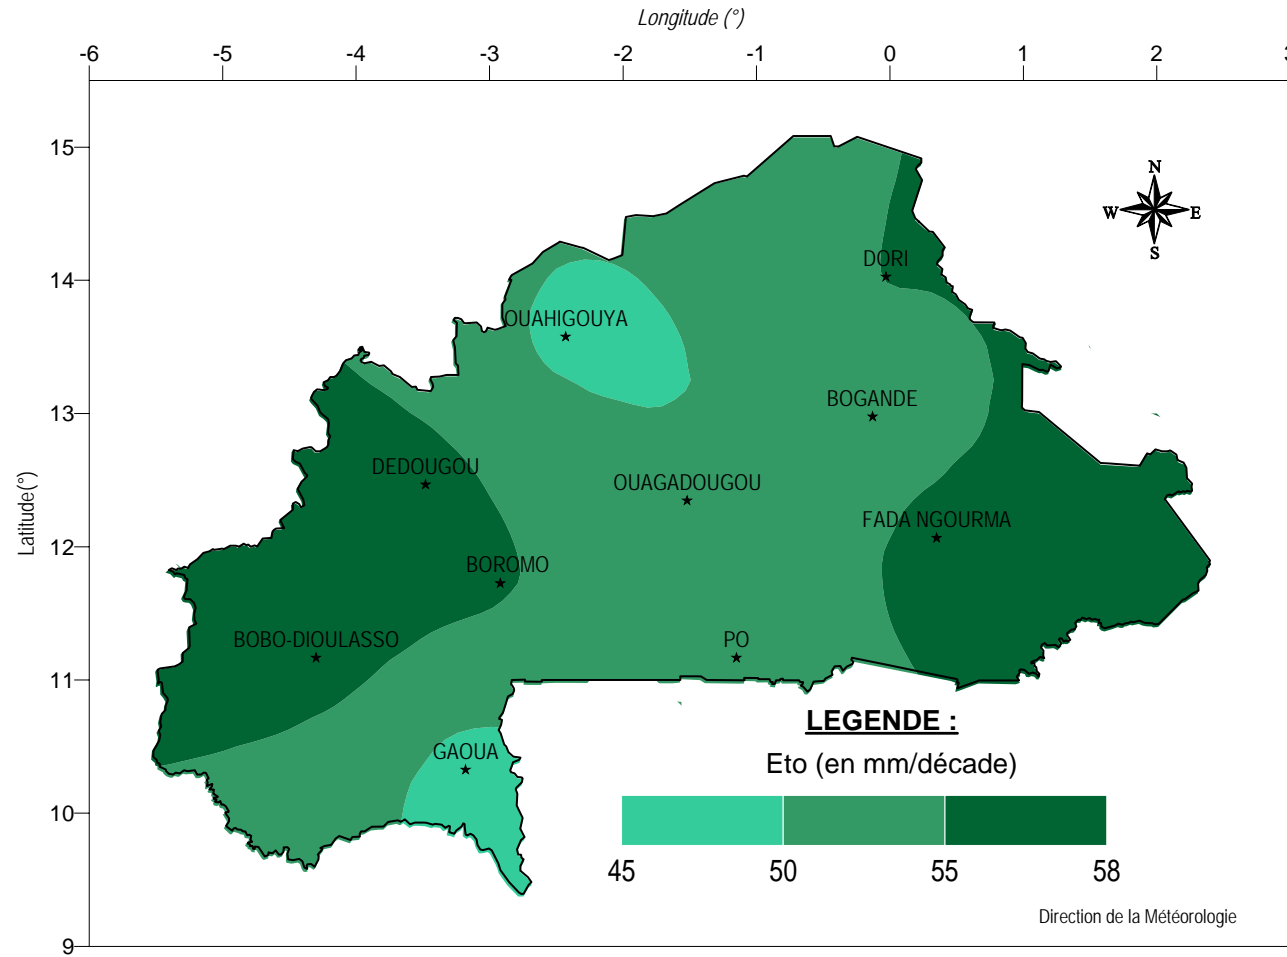 Longitude (°)
-6 -5 -4 -3 -2 -1 0 1 2 3
15
N
W E
S
DORI
14
OUAHIGOUYA
13
BOGANDE
DEDOUGOU
OUAGADOUGOU
Latitude(°)
FADA NGOURMA
12
BOROMO
BOBO-DIOULASSO
PO
11
LEGENDE :
GAOUA
Eto (en mm/décade)
10
45 50 55 58
Direction de la Météorologie
9